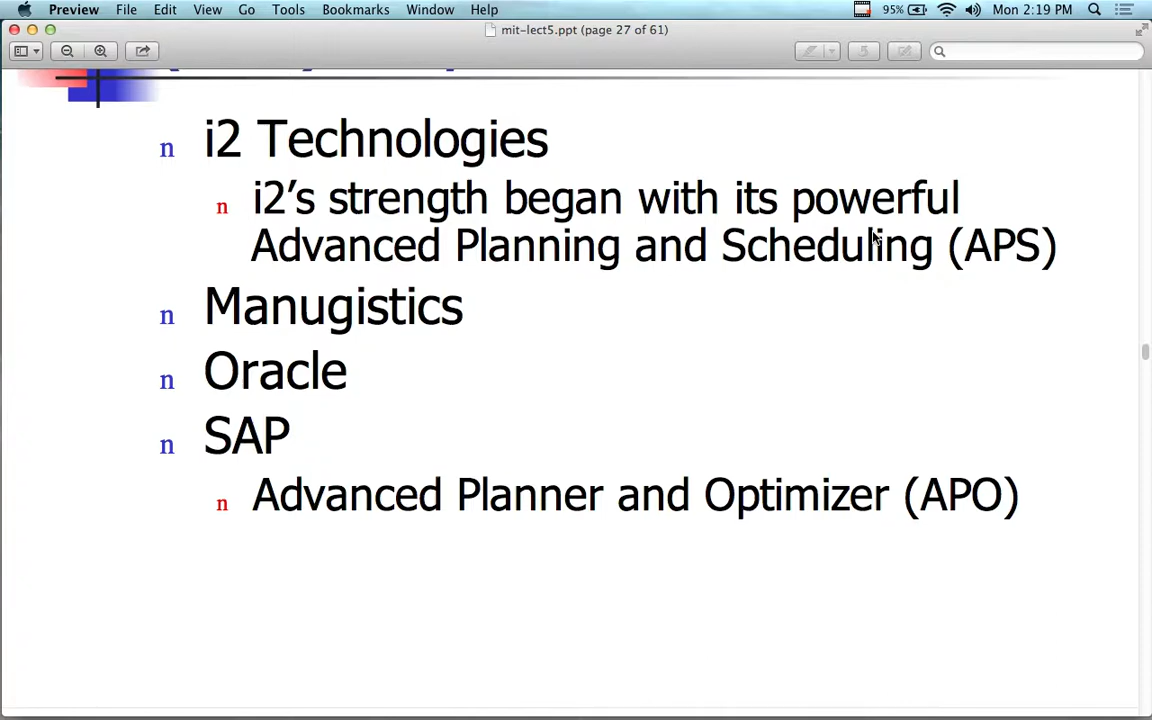 Preview File Edit View Go Tools Bookmarks Window Help 95% Mon 2:19 PM
mit-lect5.ppt (page 27 of 61)
n i2 Technologies
n i2's strength began with its powerful
Advanced Planning and Scheduling (APS)
n Manugistics
n Oracle
n SAP
n Advanced Planner and Optimizer (APO)